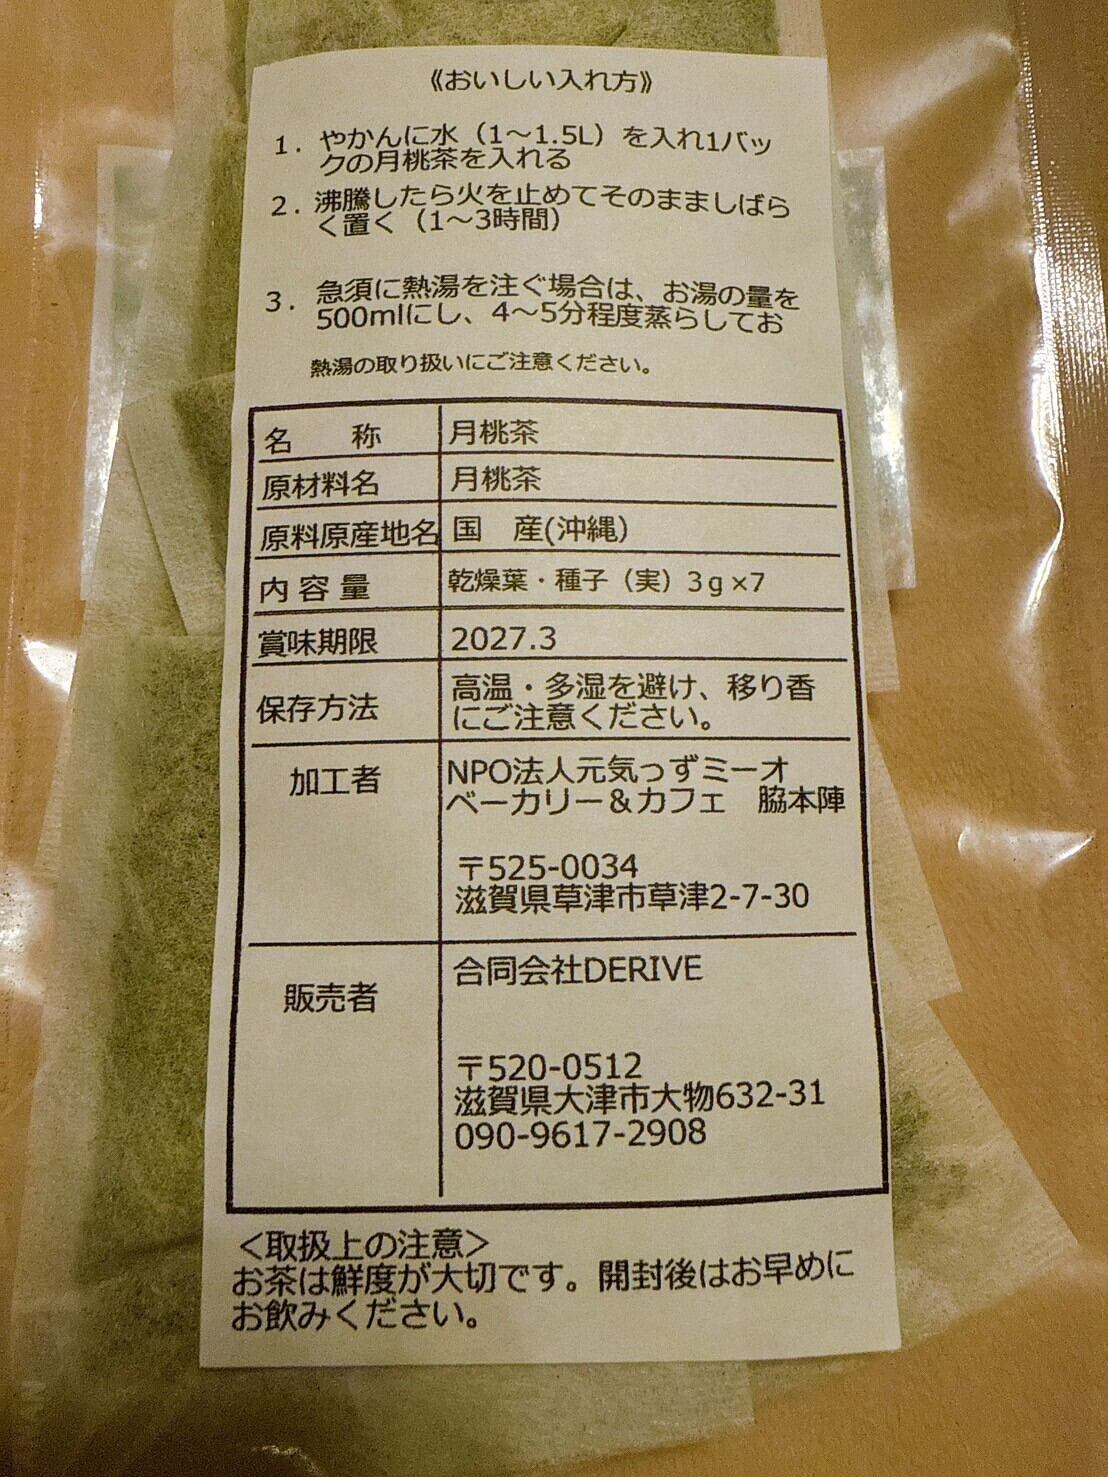 《おいしい入れ方》
1. やかんに水（1～1.5L）を入れ1バッ
クの月桃茶を入れる
2. 沸騰したら火を止めてそのまましばら
く置く（1～3時間）
3. 急須に熱湯を注ぐ場合は、お湯の量を
500mlにし、4～5分程度蒸らしてお
熱湯の取り扱いにご注意ください。
名　称 月桃茶
原材料名 月桃茶
原料原産地名 国　産(沖縄)
内容量 乾燥葉・種子（実）3g×7
賞味期限 2027.3
保存方法 高温・多湿を避け、移り香
にご注意ください。
加工者 NPO法人元気っずミーオ
ベーカリー＆カフェ　脇本陣
〒525-0034
滋賀県草津市草津2-7-30
販売者 合同会社DERIVE
〒520-0512
滋賀県大津市大物632-31
090-9617-2908
＜取扱上の注意＞
お茶は鮮度が大切です。開封後はお早めに
お飲みください。